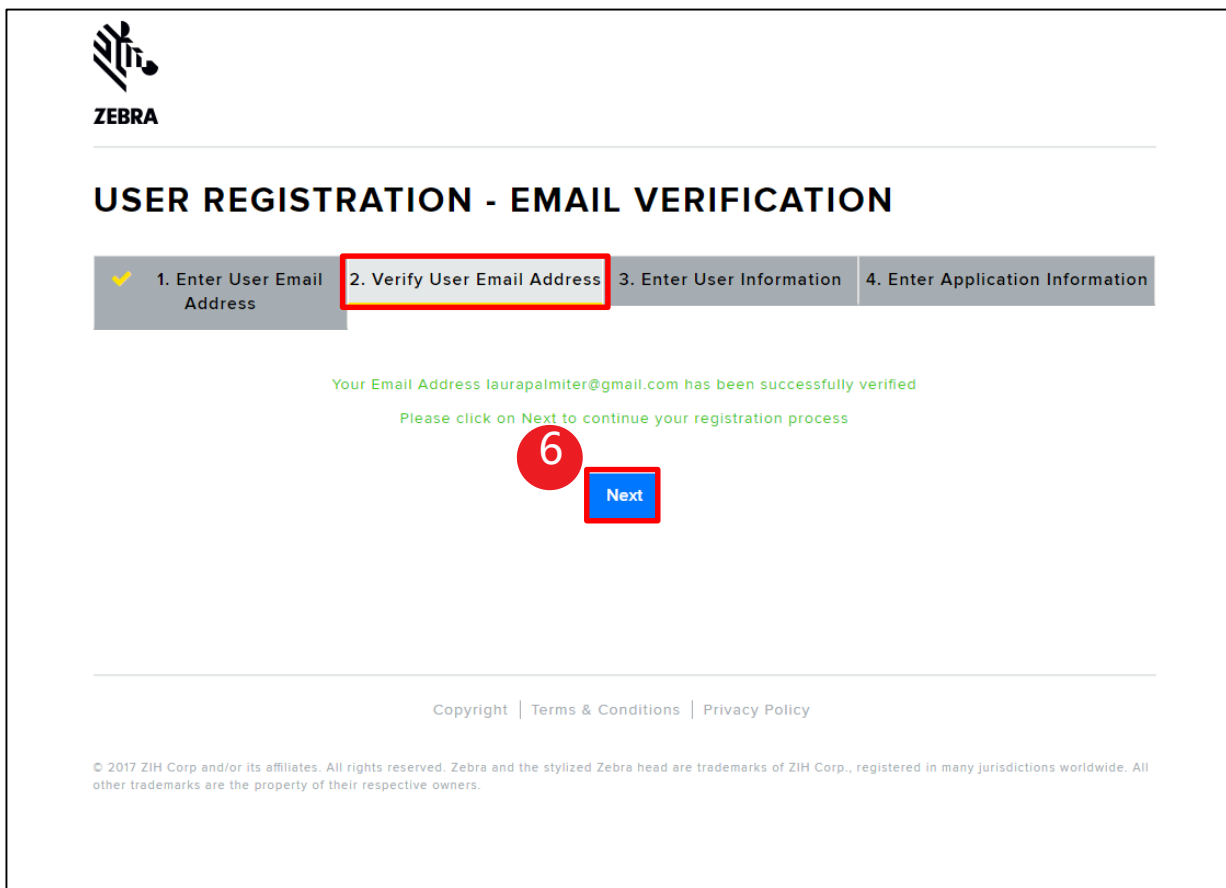 ZEBRA
USER REGISTRATION - EMAIL VERIFICATION
1. Enter User Email
Address
2. Verify User Email Address
3. Enter User Information
4. Enter Application Information
Your Email Address laurapalmiter@gmail.com has been successfully verified
Please click on Next to continue your registration process
6
Next
Copyright | Terms & Conditions | Privacy Policy
© 2017 ZIH Corp and/or its affiliates. All rights reserved. Zebra and the stylized Zebra head are trademarks of ZIH Corp., registered in many jurisdictions worldwide. All
other trademarks are the property of their respective owners.